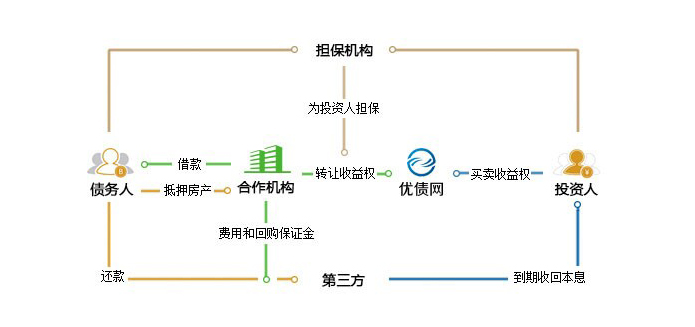 担保机构
为投资人担保
借款
转让收益权
买卖收益权
债务人
抵押房产
合作机构
优债网
投资人
费用和回购保证金
还款
第三方
到期收回本息